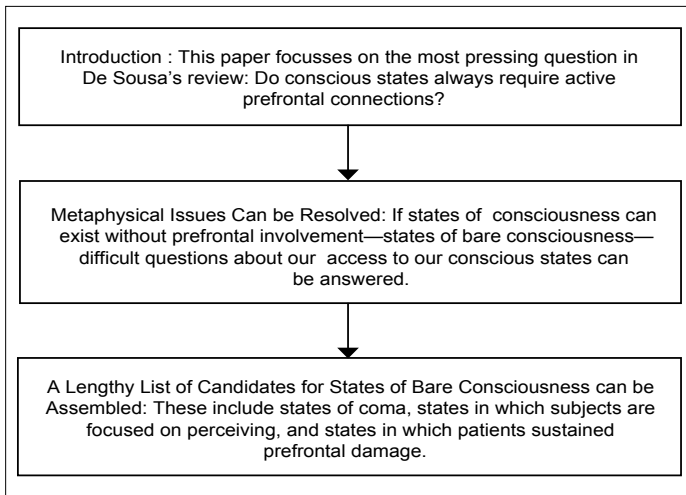 Introduction : This paper focusses on the most pressing question in
De Sousa's review: Do conscious states always require active
prefrontal connections?
Metaphysical Issues Can be Resolved: If states of consciousness can
exist without prefrontal involvement—states of bare consciousness—
difficult questions about our access to our conscious states can
be answered.
A Lengthy List of Candidates for States of Bare Consciousness can be
Assembled: These include states of coma, states in which subjects are
focused on perceiving, and states in which patients sustained
prefrontal damage.